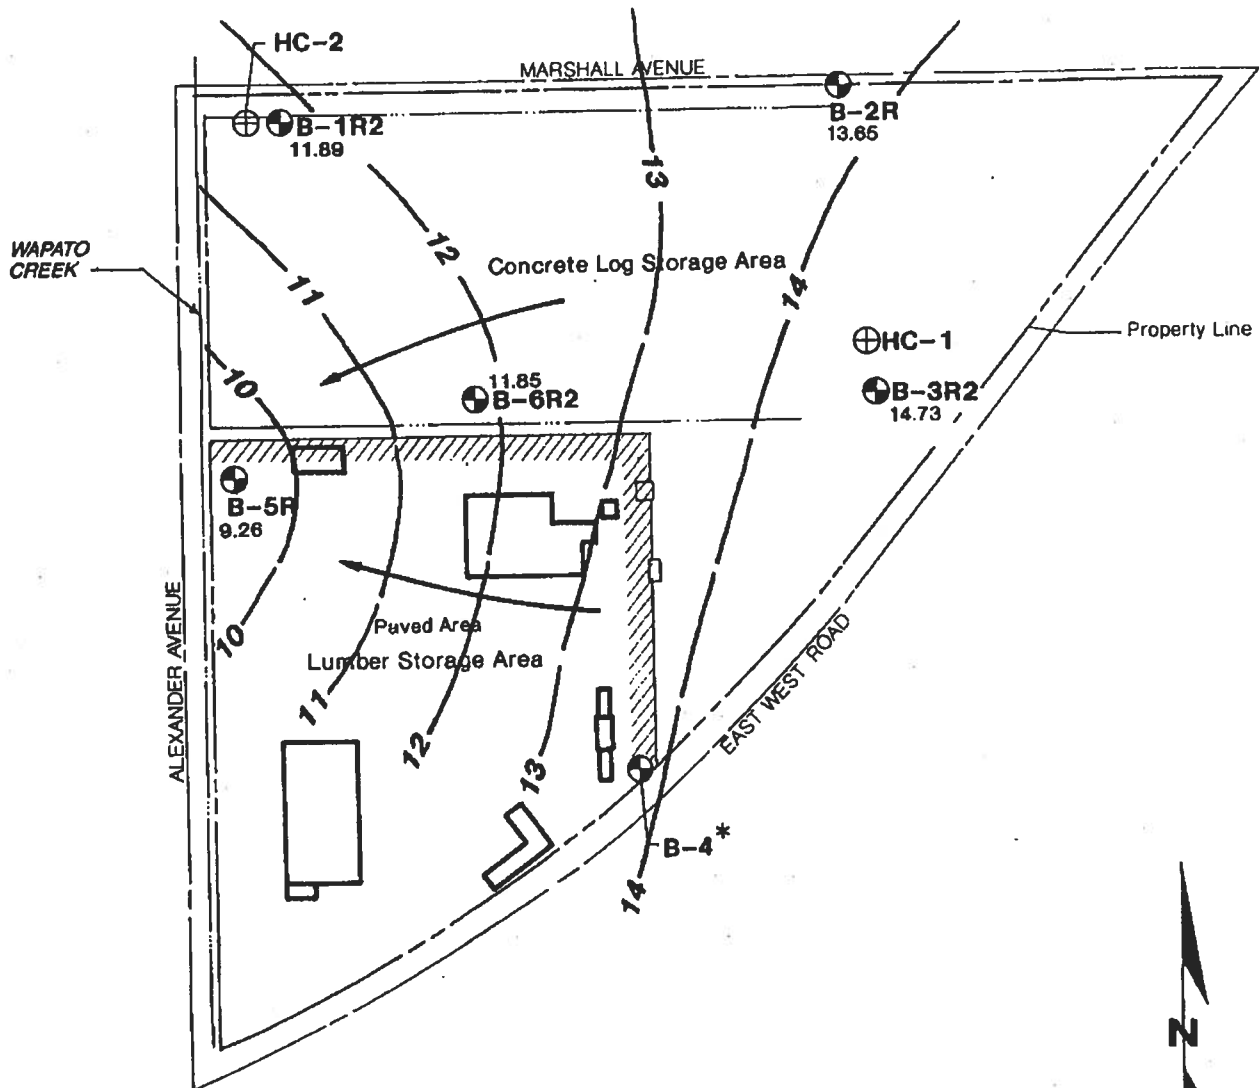 HC-2
MARSHALL AVENUE
B-1R2
11.89
B-2R
13.65
13
WAPATO
CREEK
12
Concrete Log Storage Area
11
14
Property Line
HC-1
10
11.85
B-6R2
B-3R2
14.73
B-5R
9.26
ALEXANDER AVENUE
10
Paved Area
Lumber Storage Area
EAST WEST ROAD
11
12
13
B-4*
14
N